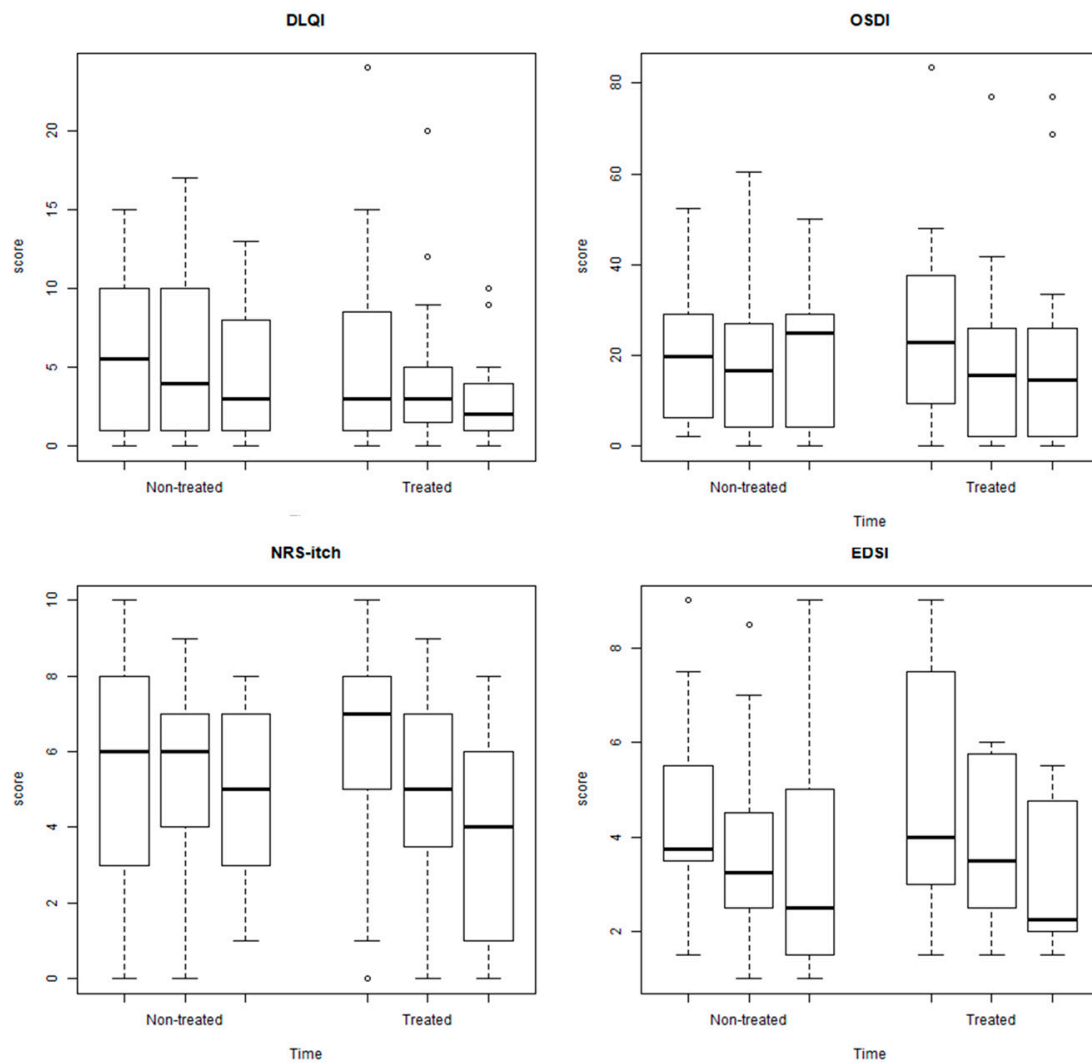 DLQI
score
20
15
10
5
0
Non-treated
Treated
OSDI
score
80
60
40
20
0
Non-treated
Treated
Time
NRS-itch
score
10
8
6
4
2
0
Non-treated
Treated
Time
EDSI
score
8
6
4
2
Non-treated
Treated
Time